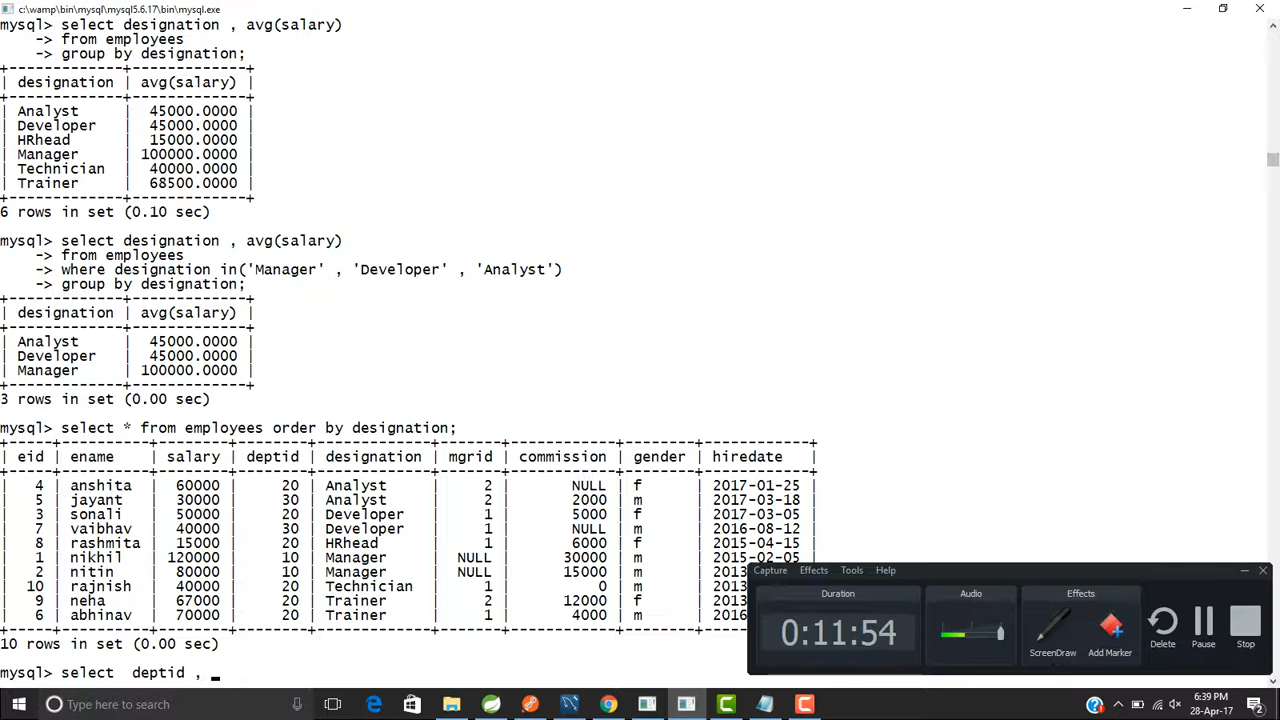 c:\wamp\bin\mysql\mysql5.6.17\bin\mysql.exe
mysql> select designation , avg(salary)
    -> from employees
    -> group by designation;
+-------------+-------------+
| designation | avg(salary) |
+-------------+-------------+
| Analyst     |  45000.0000 |
| Developer   |  45000.0000 |
| HRhead      |  15000.0000 |
| Manager     | 100000.0000 |
| Technician  |  40000.0000 |
| Trainer     |  68500.0000 |
+-------------+-------------+
6 rows in set (0.10 sec)
mysql> select designation , avg(salary)
    -> from employees
    -> where designation in('Manager' , 'Developer' , 'Analyst')
    -> group by designation;
+-------------+-------------+
| designation | avg(salary) |
+-------------+-------------+
| Analyst     |  45000.0000 |
| Developer   |  45000.0000 |
| Manager     | 100000.0000 |
+-------------+-------------+
3 rows in set (0.00 sec)
mysql> select * from employees order by designation;
+-----+----------+--------+--------+-------------+-------+------------+--------+------------+
| eid | ename    | salary | deptid | designation | mgrid | commission | gender | hiredate   |
+-----+----------+--------+--------+-------------+-------+------------+--------+------------+
| 4 | anshita | 60000 | 20 | Analyst | 2 | NULL | f | 2017-01-25 |
| 5 | jayant | 30000 | 30 | Analyst | 2 | 2000 | m | 2017-03-18 |
| 3 | sonali | 50000 | 20 | Developer | 1 | 5000 | f | 2017-03-05 |
| 7 | vaibhav | 40000 | 30 | Developer | 1 | NULL | m | 2016-08-12 |
| 8 | rashmita | 15000 | 20 | HRhead | 1 | 6000 | f | 2015-04-15 |
| 1 | nikhil | 120000 | 10 | Manager | NULL | 30000 | m | 2015-02-05 |
| 2 | nitin | 80000 | 10 | Manager | NULL | 15000 | m | 2013
| 10 | rajnish | 40000 | 20 | Technician | 1 | 0 | m | 2013
| 9 | neha | 67000 | 20 | Trainer | 2 | 12000 | f | 2013
| 6 | abhinav | 70000 | 20 | Trainer | 1 | 4000 | m | 2016
+-----+----------+--------+--------+-------------+-------+------------+--------+---
10 rows in set (0.00 sec)
mysql> select  deptid , _
Capture Effects Tools Help
Duration Audio Effects
0:11:54
ScreenDraw Add Marker Delete Pause Stop
Type here to search
6:39 PM
28-Apr-17
2